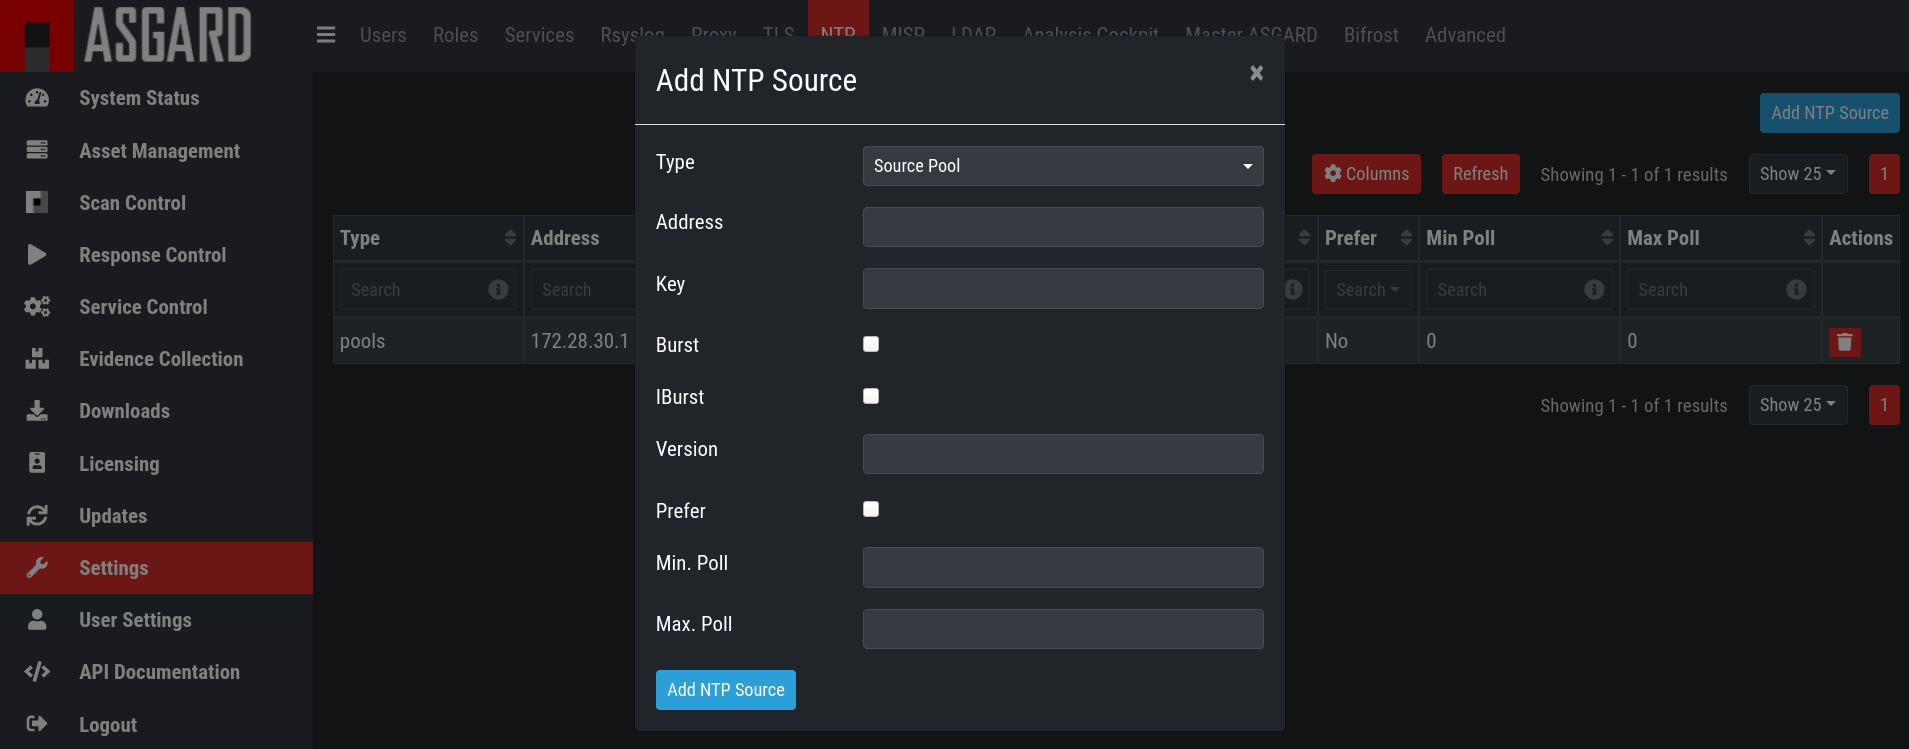 ASGARD
Users Roles Services Rsyslog Proxy TLS NTP MISP LDAP Analysis Cockpit Master ASGARD Bifrost Advanced
System Status
Asset Management
Scan Control
Response Control
Service Control
Evidence Collection
Downloads
Licensing
Updates
Settings
User Settings
API Documentation
Logout
Add NTP Source
Columns Refresh Showing 1 - 1 of 1 results Show 25 1
Type Address Prefer Min Poll Max Poll Actions
Search Search Search Search Search
pools 172.28.30.1 No 0 0
Showing 1 - 1 of 1 results Show 25 1
Add NTP Source ×
Type Source Pool
Address
Key
Burst
IBurst
Version
Prefer
Min. Poll
Max. Poll
Add NTP Source